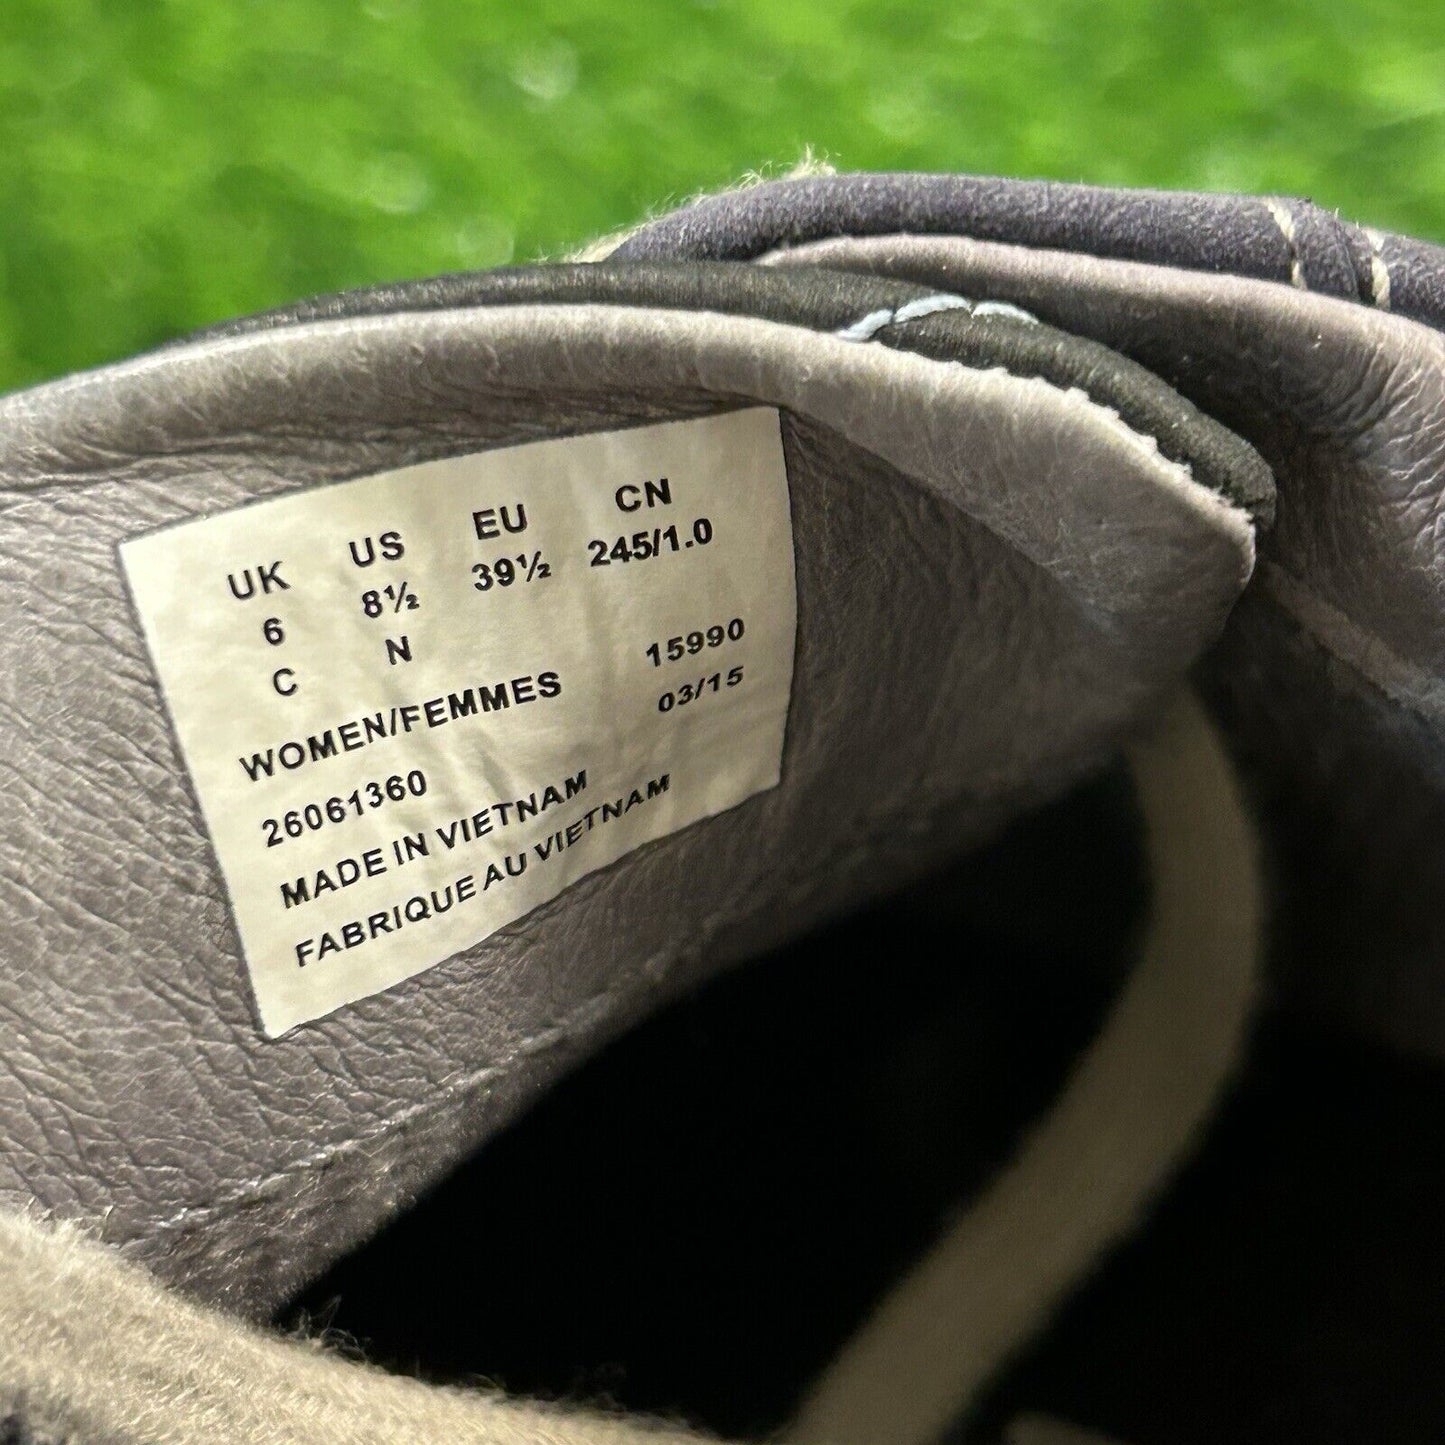 UK US EU CN
6 8½ 39½ 245/1.0
C N
WOMEN/FEMMES 15990
26061360 03/15
MADE IN VIETNAM
FABRIQUE AU VIETNAM